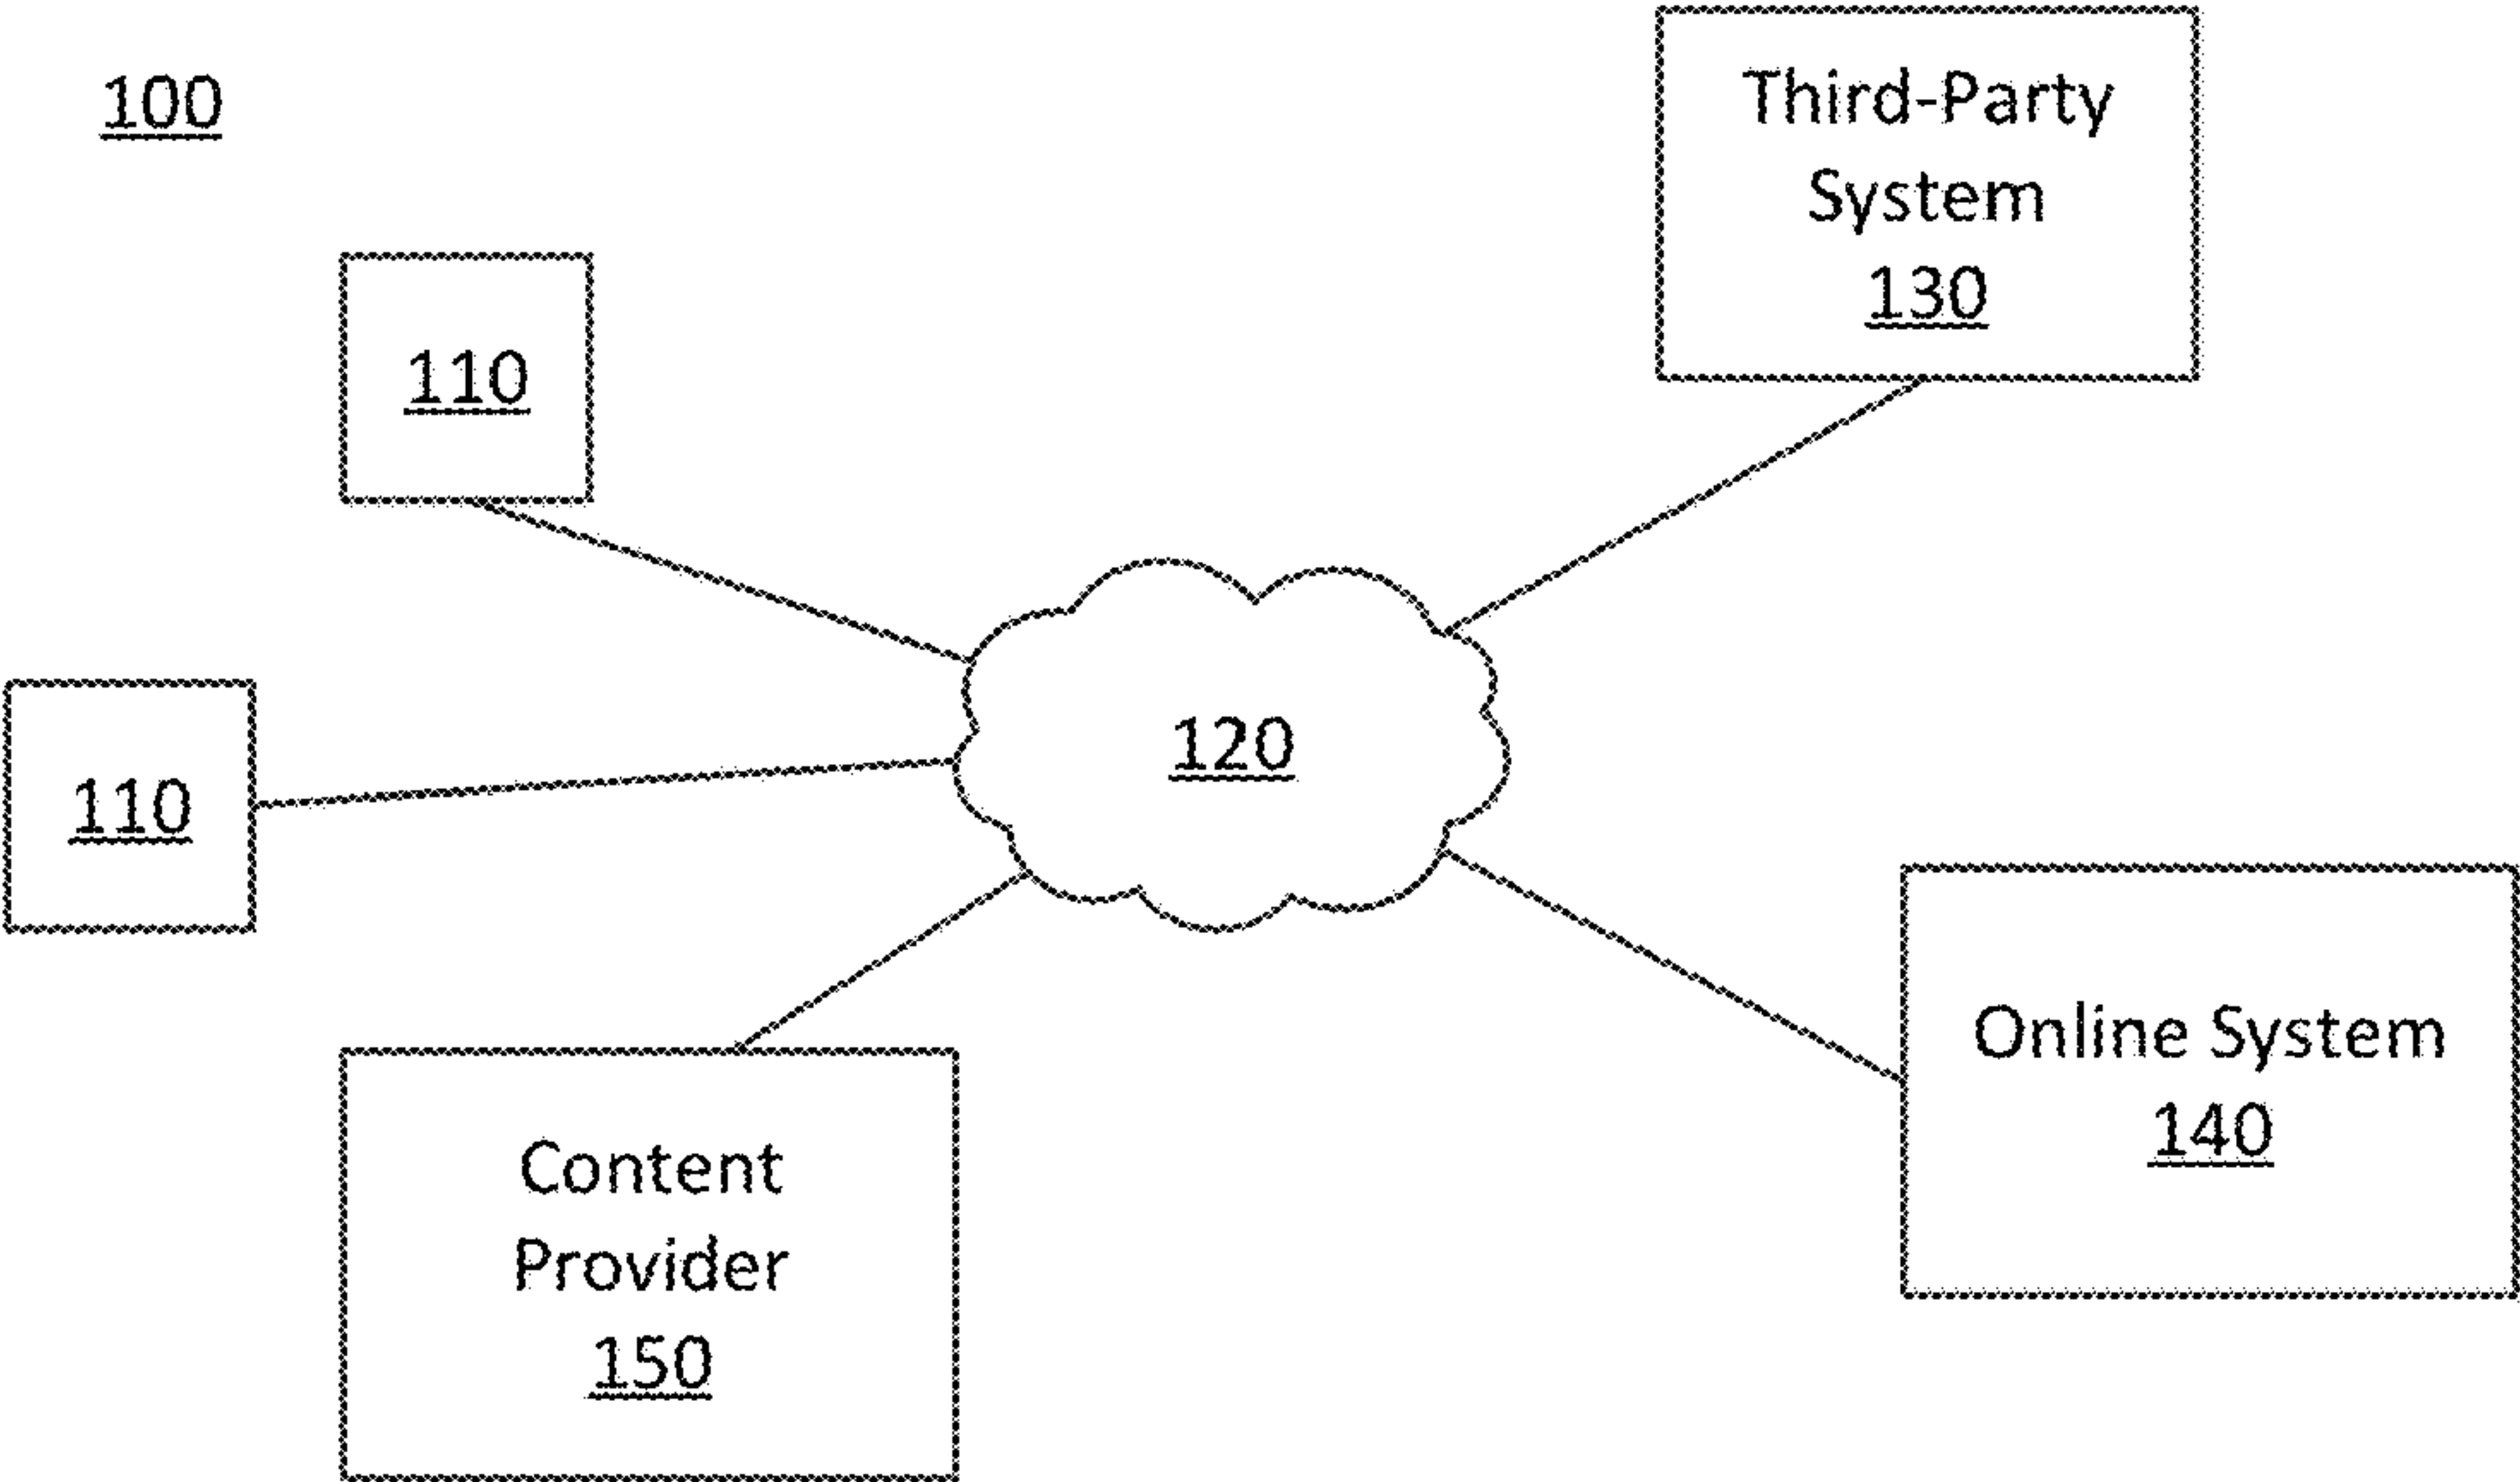 100
Third-Party
System
130
110
120
110
Online System
140
Content
Provider
150